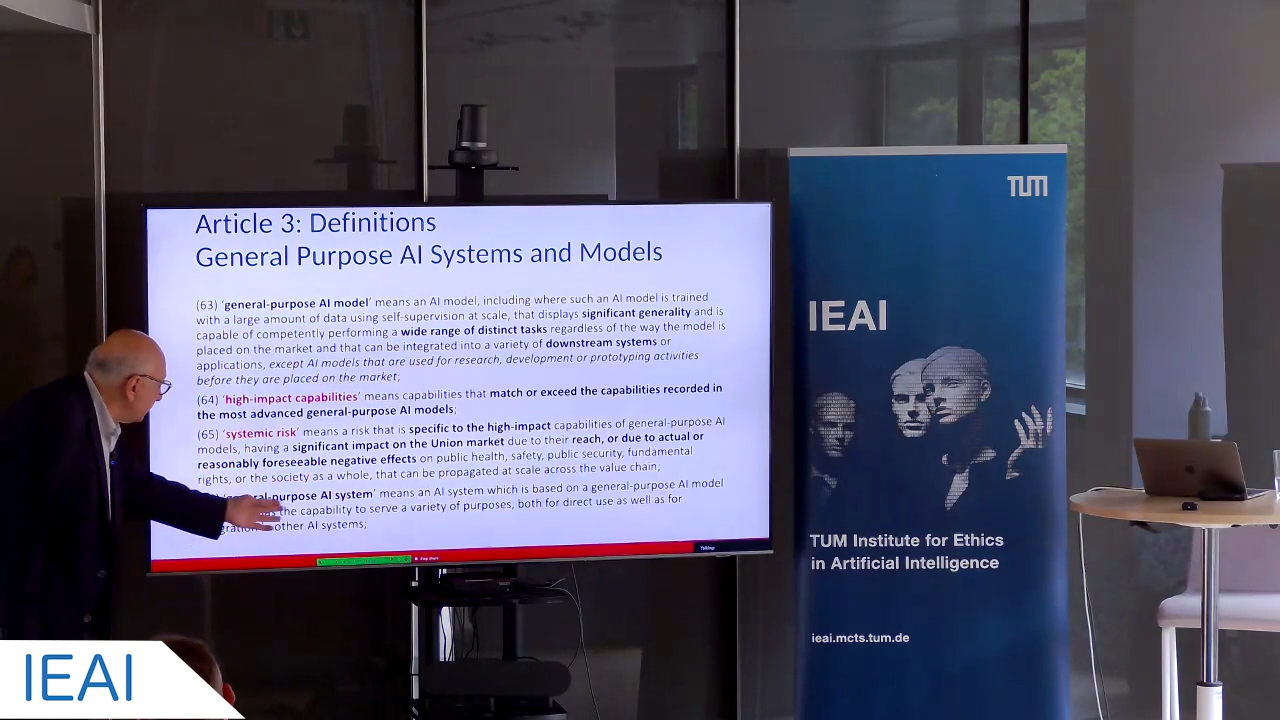 Article 3: Definitions
General Purpose AI Systems and Models
(63) ‘general-purpose AI model’ means an AI model, including where such an AI model is trained
with a large amount of data using self-supervision at scale, that displays significant generality and is
capable of competently performing a wide range of distinct tasks regardless of the way the model is
placed on the market and that can be integrated into a variety of downstream systems or
applications, except AI models that are used for research, development or prototyping activities
before they are placed on the market;
(64) ‘high-impact capabilities’ means capabilities that match or exceed the capabilities recorded in
the most advanced general-purpose AI models;
(65) ‘systemic risk’ means a risk that is specific to the high-impact capabilities of general-purpose AI
models, having a significant impact on the Union market due to their reach, or due to actual or
reasonably foreseeable negative effects on public health, safety, public security, fundamental
rights, or the society as a whole, that can be propagated at scale across the value chain;
-purpose AI system’ means an AI system which is based on a general-purpose AI model
the capability to serve a variety of purposes, both for direct use as well as for
other AI systems;
Talking:
Stop share
TUM
IEAI
TUM Institute for Ethics
in Artificial Intelligence
ieai.mcts.tum.de
IEAI